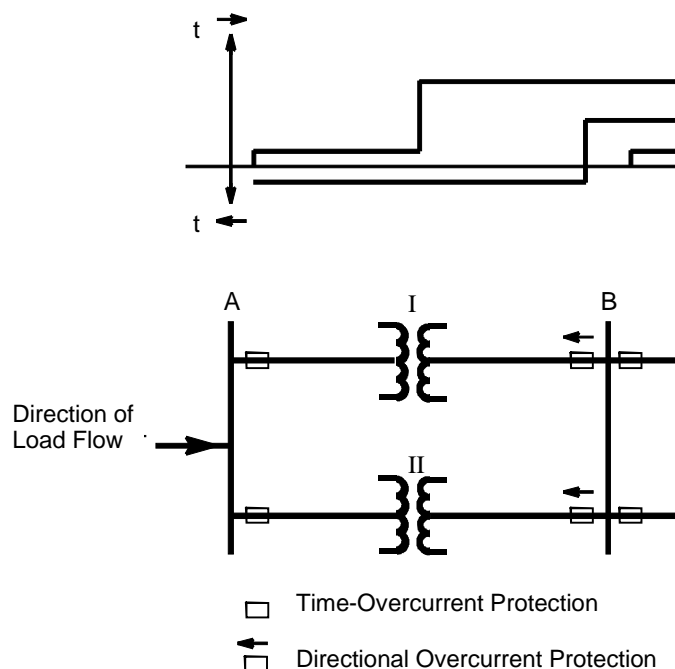 t
t
A
I
B
Direction of
Load Flow
II
Time-Overcurrent Protection
Directional Overcurrent Protection